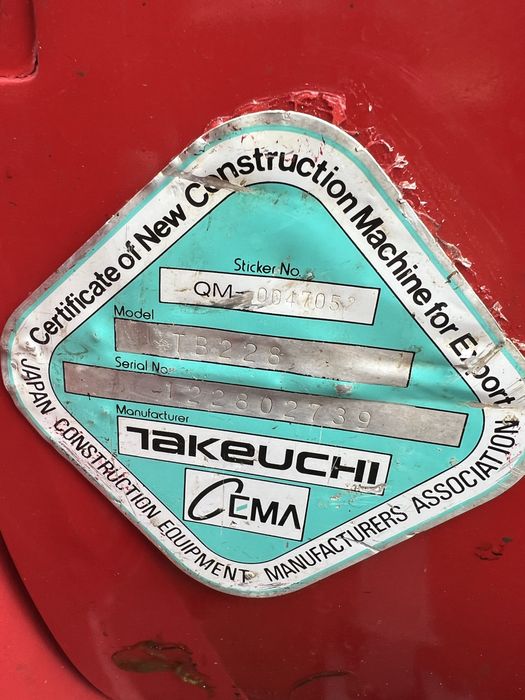 Certificate of New Construction Machine for Export
Sticker No.
QM-0047052
Model
TB228
Serial No.
122802739
Manufacturer
TAKEUCHI
CEMA
JAPAN CONSTRUCTION EQUIPMENT MANUFACTURERS ASSOCIATION